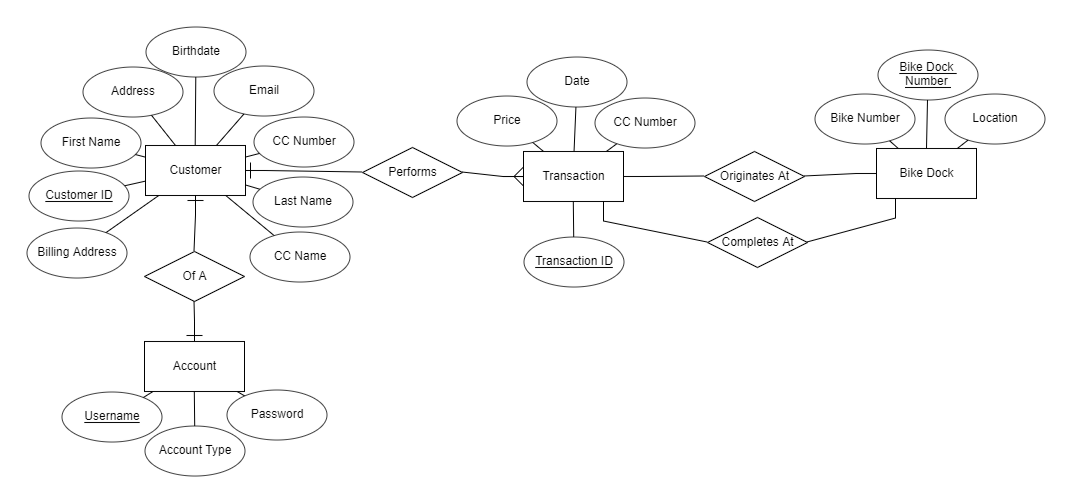 Birthdate
Address
Email
First Name
CC Number
Customer
Customer ID
Last Name
Billing Address
CC Name
Of A
Account
Username
Password
Account Type
Performs
Date
Price
CC Number
Transaction
Transaction ID
Originates At
Completes At
Bike Dock
Number
Bike Number
Location
Bike Dock